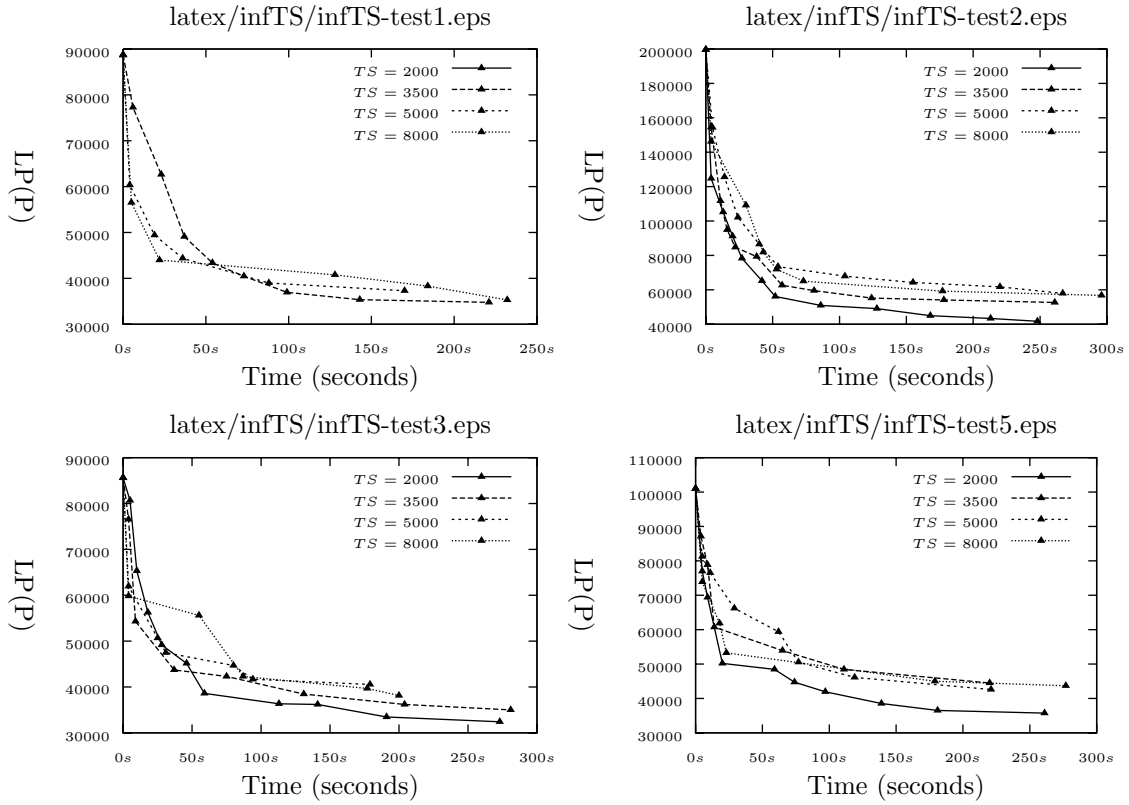 latex/infTS/infTS-test1.eps
90000
80000
70000
60000
50000
40000
30000
LP(P)
TS = 2000
TS = 3500
TS = 5000
TS = 8000
0s 50s 100s 150s 200s 250s
Time (seconds)
latex/infTS/infTS-test2.eps
200000
180000
160000
140000
120000
100000
80000
60000
40000
LP(P)
TS = 2000
TS = 3500
TS = 5000
TS = 8000
0s 50s 100s 150s 200s 250s 300s
Time (seconds)
latex/infTS/infTS-test3.eps
90000
80000
70000
60000
50000
40000
30000
LP(P)
TS = 2000
TS = 3500
TS = 5000
TS = 8000
0s 50s 100s 150s 200s 250s 300s
Time (seconds)
latex/infTS/infTS-test5.eps
110000
100000
90000
80000
70000
60000
50000
40000
30000
LP(P)
TS = 2000
TS = 3500
TS = 5000
TS = 8000
0s 50s 100s 150s 200s 250s 300s
Time (seconds)